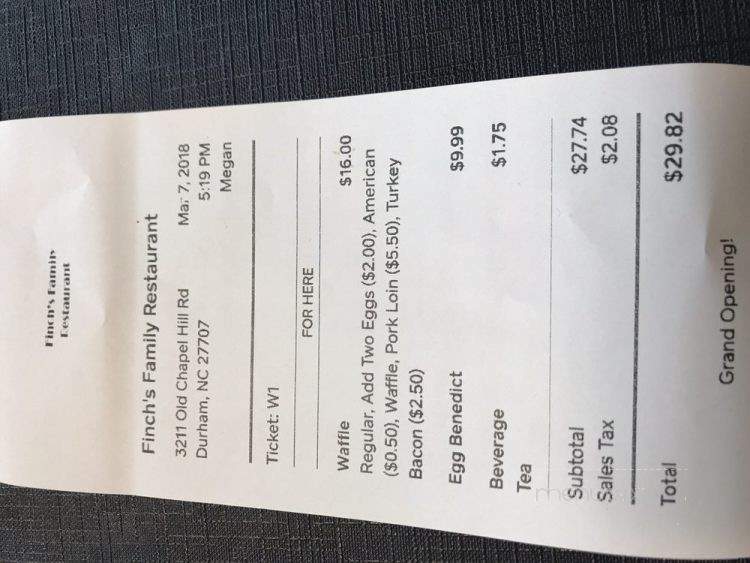 Finch's Family
Restaurant
Finch's Family Restaurant
3211 Old Chapel Hill Rd Mar 7, 2018
Durham, NC 27707 5:19 PM
Megan
Ticket: W1
FOR HERE
Waffle $16.00
Regular, Add Two Eggs ($2.00), American
($0.50), Waffle, Pork Loin ($5.50), Turkey
Bacon ($2.50)
Egg Benedict $9.99
Beverage $1.75
Tea
Subtotal $27.74
Sales Tax $2.08
Total $29.82
Grand Opening!